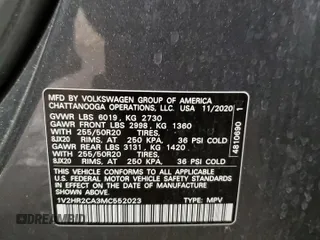 MFD BY VOLKSWAGEN GROUP OF AMERICA
CHATTANOOGA OPERATIONS, LLC. USA 11/2020
GVWR LBS 6019, KG 2730
GAWR FRONT LBS 2998, KG 1360
WITH 255/50R20 TIRES,
8JX20 RIMS, AT 250 KPA, 36 PSI COLD
GAWR REAR LBS 3131, KG 1420
WITH 255/50R20 TIRES,
8JX20 RIMS, AT 250 KPA, 36 PSI COLD
THIS VEHICLE CONFORMS TO ALL APPLICABLE
FEDERAL MOTOR VEHICLE SAFETY
STANDARDS IN EFFECT ON THE DATE OF
MANUFACTURE SHOWN ABOVE
1V2HR2CA3MC552023 TYPE: MPV
4810990 1
DREAMBID